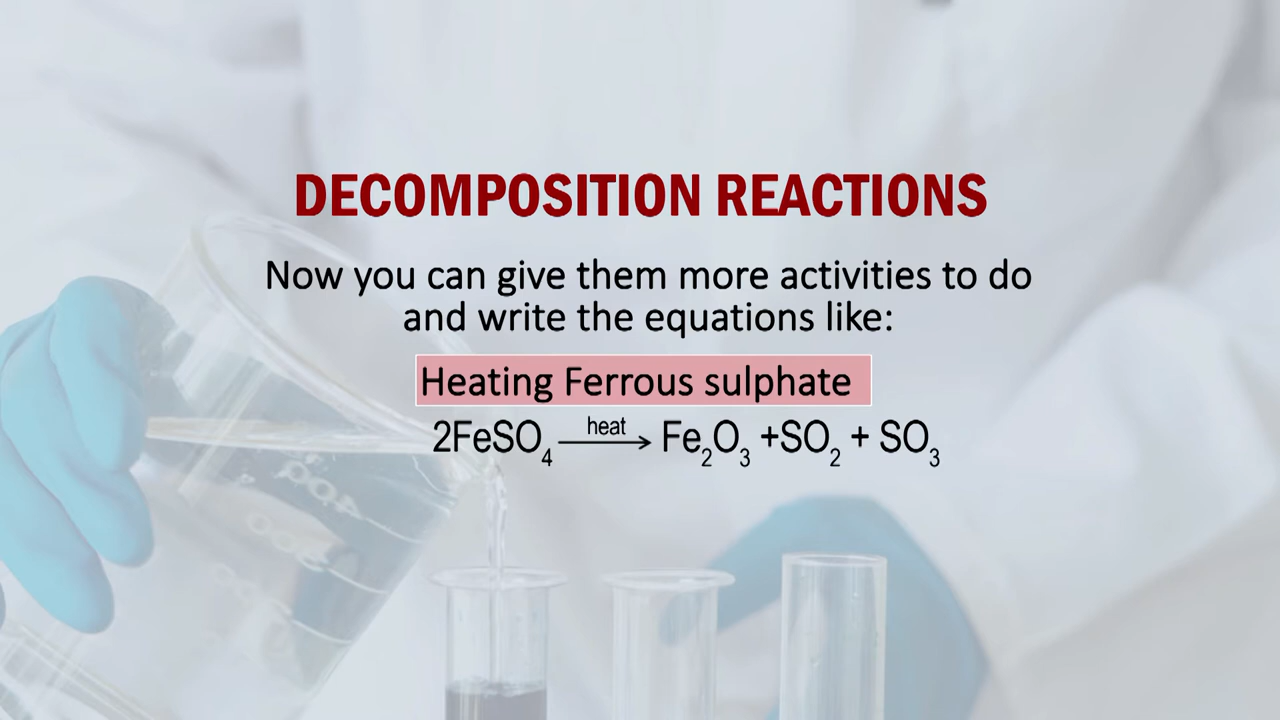 DECOMPOSITION REACTIONS
Now you can give them more activities to do
and write the equations like:
Heating Ferrous sulphate
2FeSO₄ —heat→ Fe₂O₃ +SO₂ + SO₃